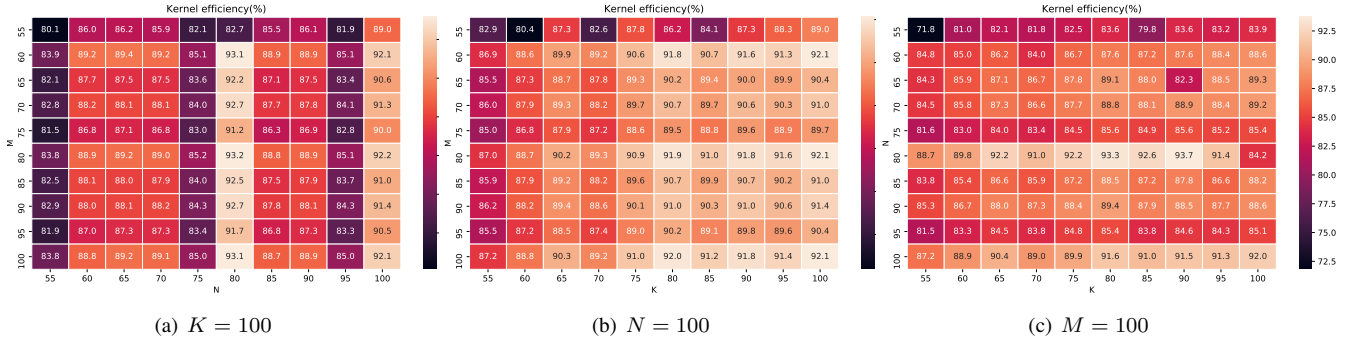 Kernel efficiency(%)
55 80.1 86.0 86.2 85.9 82.1 82.7 85.5 86.1 81.9 89.0
60 83.9 89.2 89.4 89.2 85.1 93.1 88.9 88.9 85.1 92.1
65 82.1 87.7 87.5 87.5 83.6 92.2 87.0 87.1 83.4 90.6
70 82.8 88.2 88.1 88.1 84.0 92.7 87.7 87.8 84.1 91.3
75 81.5 86.8 87.1 86.8 83.0 91.2 86.3 86.9 82.8 90.0
80 83.8 88.9 89.2 89.0 85.2 93.2 88.8 88.8 85.1 92.2
85 82.5 88.1 88.0 87.9 84.0 92.5 87.5 87.9 83.7 91.0
90 82.9 88.0 88.1 88.2 84.3 92.7 87.8 88.1 84.3 91.4
95 81.9 87.0 87.3 87.3 83.4 91.7 86.8 87.3 83.3 90.5
100 83.8 88.8 89.2 89.1 85.0 93.1 88.7 88.9 85.0 92.1
M
55 60 65 70 75 80 85 90 95 100
N
(a) K = 100
Kernel efficiency(%)
55 82.9 80.4 87.3 82.6 87.8 86.2 84.1 87.3 88.3 89.0
60 86.9 88.6 89.9 89.2 90.6 91.8 90.7 91.6 91.3 92.1
65 85.5 87.3 88.7 87.8 89.3 90.2 89.4 90.0 89.9 90.4
70 86.0 87.9 89.3 88.2 89.7 90.7 89.7 90.6 90.3 91.0
75 85.0 86.8 87.9 87.2 88.6 89.5 88.8 89.6 88.9 89.7
80 87.0 88.7 90.2 89.3 90.9 91.9 91.0 91.8 91.6 92.1
85 85.9 87.9 89.2 88.2 89.6 90.7 89.9 90.7 90.2 91.0
90 86.2 88.2 89.4 88.6 90.1 91.0 90.3 91.0 90.6 91.4
95 85.5 87.2 88.5 87.4 89.0 90.2 89.1 89.8 89.6 90.4
100 87.2 88.8 90.3 89.2 91.0 92.0 91.2 91.8 91.4 92.1
M
55 60 65 70 75 80 85 90 95 100
K
(b) N = 100
Kernel efficiency(%)
55 71.8 81.0 82.1 81.8 82.5 83.6 79.8 83.6 83.2 83.9
60 84.8 85.0 86.2 84.0 86.7 87.6 87.2 87.6 88.4 88.6
65 84.3 85.9 87.1 86.7 87.8 89.1 88.0 82.3 88.5 89.3
70 84.5 85.8 87.3 86.6 87.7 88.8 88.1 88.9 88.4 89.2
75 81.6 83.0 84.0 83.4 84.5 85.6 84.9 85.6 85.2 85.4
80 88.7 89.8 92.2 91.0 92.2 93.3 92.6 93.7 91.4 84.2
85 83.8 85.4 86.6 85.9 87.2 88.5 87.2 87.8 86.6 88.2
90 85.3 86.7 88.0 87.3 88.4 89.4 87.9 88.5 88.7 88.6
95 81.5 83.3 84.5 83.8 84.8 85.4 83.8 84.6 84.3 85.1
100 87.2 88.9 90.4 89.0 89.9 91.6 91.0 91.5 91.3 92.0
N
55 60 65 70 75 80 85 90 95 100
K
(c) M = 100
92.5
90.0
87.5
85.0
82.5
80.0
77.5
75.0
72.5